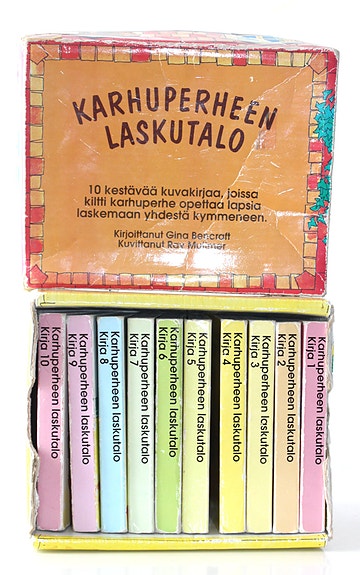 KARHUPERHEEN
LASKUTALO
10 kestävää kuvakirjaa, joissa
kiltti karhuperhe opettaa lapsia
laskemaan yhdestä kymmeneen.
Kirjoittanut Gina Bencraft
Kuvittanut Ray Mutimer
Karhuperheen laskutalo
Kirja 10
Karhuperheen laskutalo
Kirja 9
Karhuperheen laskutalo
Kirja 8
Karhuperheen laskutalo
Kirja 7
Karhuperheen laskutalo
Kirja 6
Karhuperheen laskutalo
Kirja 5
Karhuperheen laskutalo
Kirja 4
Karhuperheen laskutalo
Kirja 3
Karhuperheen laskutalo
Kirja 2
Karhuperheen laskutalo
Kirja 1